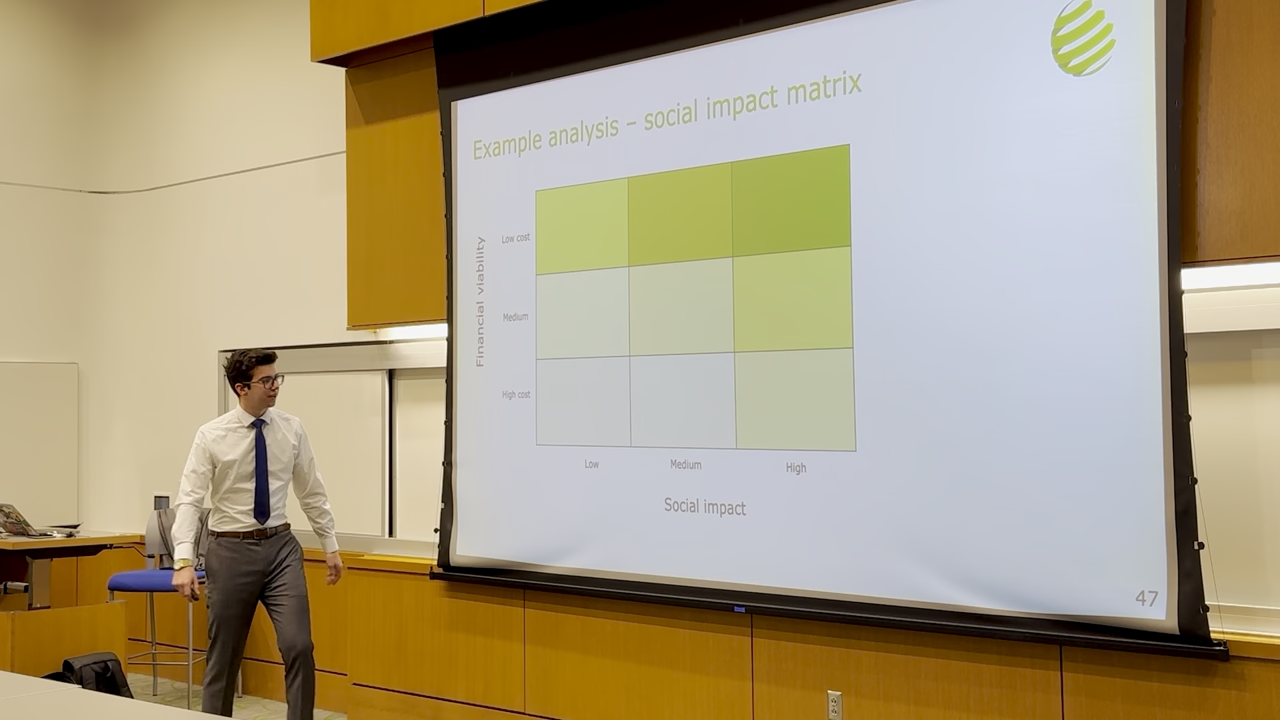 Example analysis – social impact matrix
Financial viability
Low cost
Medium
High cost
Low
Medium
High
Social impact
47